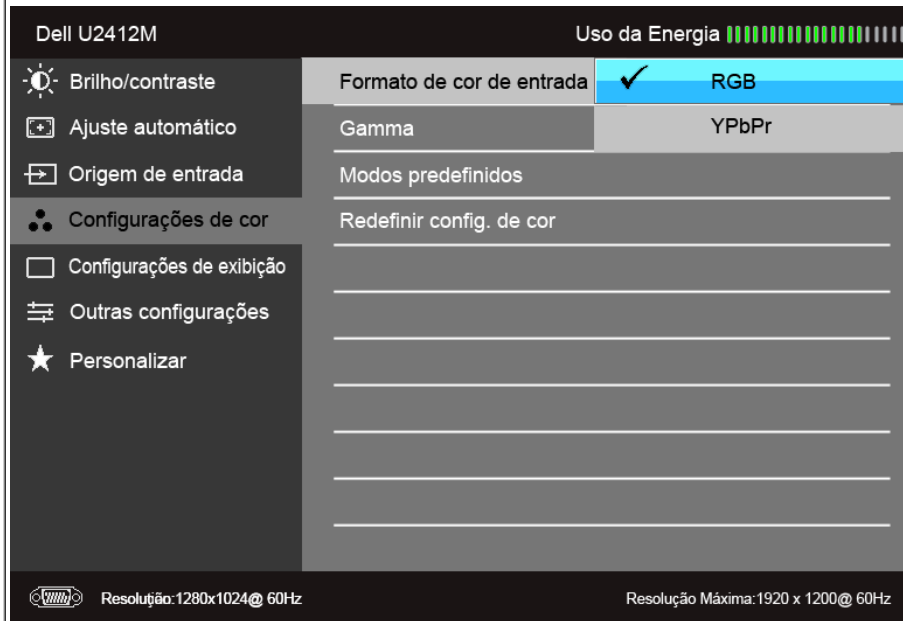 Dell U2412M
Uso da Energia
Brilho/contraste
Ajuste automático
Origem de entrada
Configurações de cor
Configurações de exibição
Outras configurações
Personalizar
Formato de cor de entrada
RGB
Gamma
YPbPr
Modos predefinidos
Redefinir config. de cor
Resolutjão:1280x1024@ 60Hz
Resolução Máxima:1920 x 1200@ 60Hz